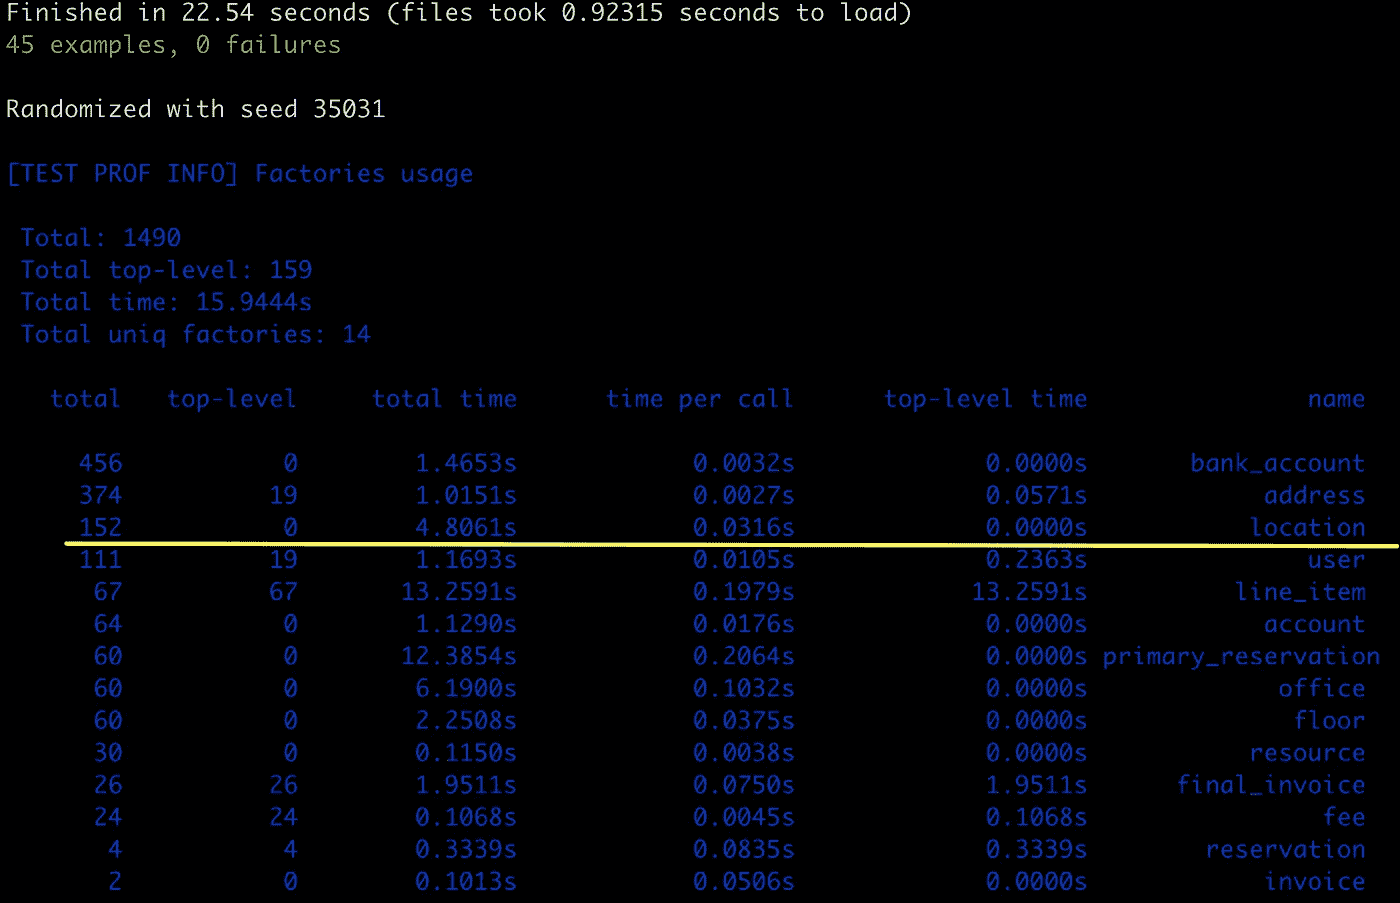 Finished in 22.54 seconds (files took 0.92315 seconds to load)
45 examples, 0 failures
Randomized with seed 35031
[TEST PROF INFO] Factories usage
Total: 1490
Total top-level: 159
Total time: 15.9444s
Total uniq factories: 14
total top-level total time time per call top-level time name
456 0 1.4653s 0.0032s 0.0000s bank_account
374 19 1.0151s 0.0027s 0.0571s address
152 0 4.8061s 0.0316s 0.0000s location
111 19 1.1693s 0.0105s 0.2363s user
67 67 13.2591s 0.1979s 13.2591s line_item
64 0 1.1290s 0.0176s 0.0000s account
60 0 12.3854s 0.2064s 0.0000s primary_reservation
60 0 6.1900s 0.1032s 0.0000s office
60 0 2.2508s 0.0375s 0.0000s floor
30 0 0.1150s 0.0038s 0.0000s resource
26 26 1.9511s 0.0750s 1.9511s final_invoice
24 24 0.1068s 0.0045s 0.1068s fee
4 4 0.3339s 0.0835s 0.3339s reservation
2 0 0.1013s 0.0506s 0.0000s invoice